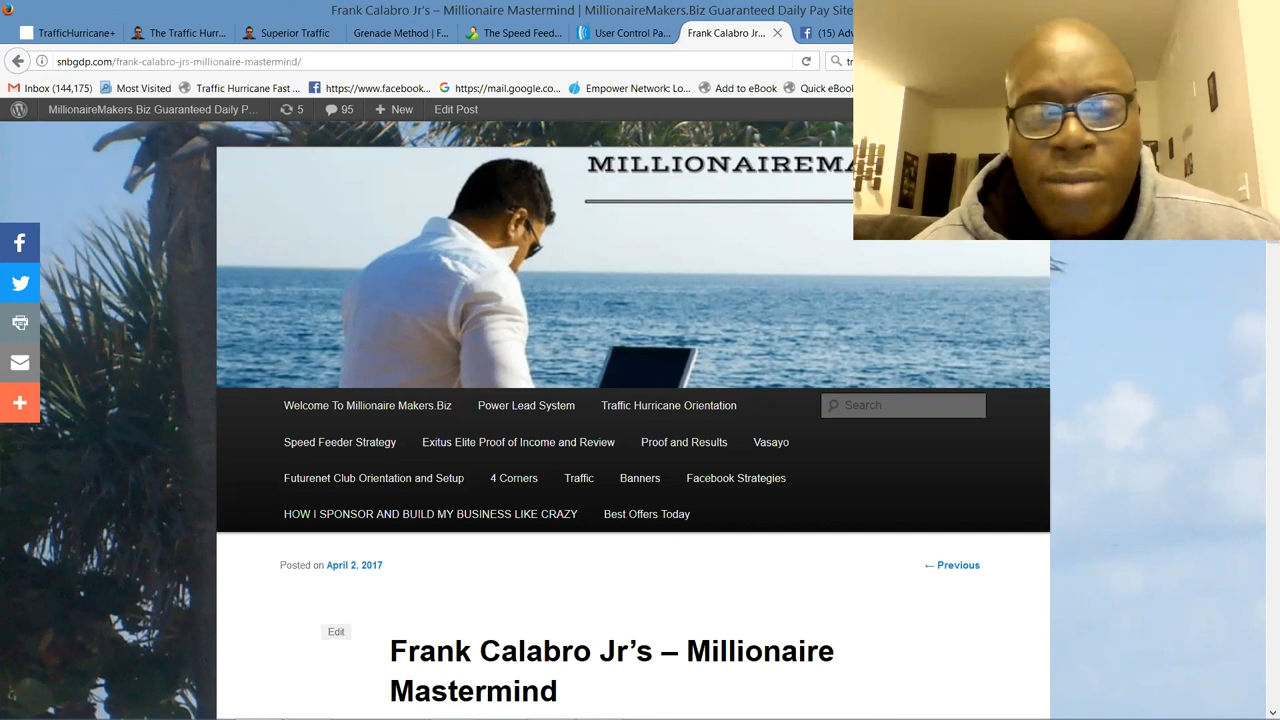 Frank Calabro Jr's – Millionaire Mastermind | MillionaireMakers.Biz Guaranteed Daily Pay Site
TrafficHurricane+ The Traffic Hurr... Superior Traffic Grenade Method | F... The Speed Feed... User Control Pa... Frank Calabro Jr... (15) Adv
snbgdp.com/frank-calabro-jrs-millionaire-mastermind/ tr
Inbox (144,175) Most Visited Traffic Hurricane Fast ... https://www.facebook... https://mail.google.co... Empower Network: Lo... Add to eBook Quick eBook
MillionaireMakers.Biz Guaranteed Daily P... 5 95 New Edit Post
MILLIONAIREMA
Welcome To Millionaire Makers.Biz Power Lead System Traffic Hurricane Orientation Search
Speed Feeder Strategy Exitus Elite Proof of Income and Review Proof and Results Vasayo
Futurenet Club Orientation and Setup 4 Corners Traffic Banners Facebook Strategies
HOW I SPONSOR AND BUILD MY BUSINESS LIKE CRAZY Best Offers Today
Posted on April 2, 2017 ← Previous
Edit
Frank Calabro Jr's – Millionaire
Mastermind